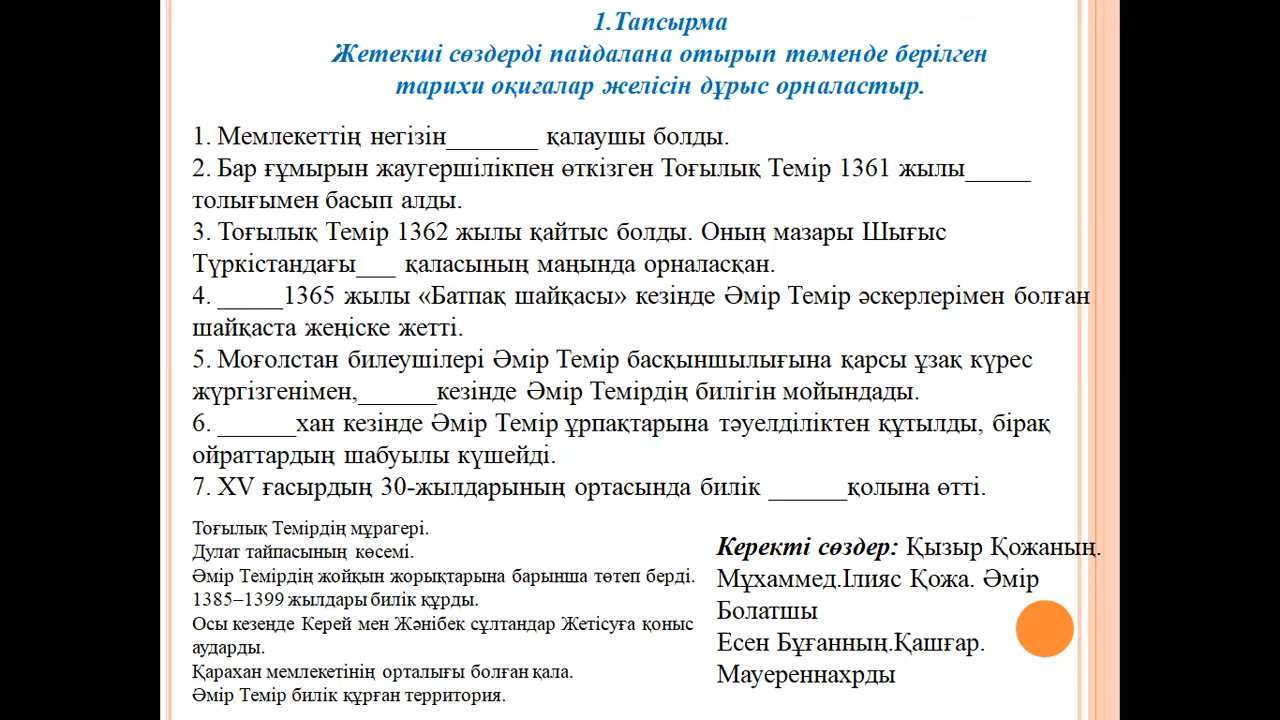 1.Тапсырма
Жетекші сөздерді пайдалана отырып төменде берілген
тарихи оқиғалар желісін дұрыс орналастыр.
1. Мемлекеттің негізін_______ қалаушы болды.
2. Бар ғұмырын жаугершілікпен өткізген Тоғылық Темір 1361 жылы_____
толығымен басып алды.
3. Тоғылық Темір 1362 жылы қайтыс болды. Оның мазары Шығыс
Түркістандағы___ қаласының маңында орналасқан.
4. _____1365 жылы «Батпақ шайқасы» кезінде Әмір Темір әскерлерімен болған
шайқаста жеңіске жетті.
5. Моғолстан билеушілері Әмір Темір басқыншылығына қарсы ұзақ күрес
жүргізгенімен,______кезінде Әмір Темірдің билігін мойындады.
6. ______хан кезінде Әмір Темір ұрпақтарына тәуелділіктен құтылды, бірақ
ойраттардың шабуылы күшейді.
7. XV ғасырдың 30-жылдарының ортасында билік ______қолына өтті.
Тоғылық Темірдің мұрагері.
Дулат тайпасының көсемі.
Әмір Темірдің жойқын жорықтарына барынша төтеп берді.
1385–1399 жылдары билік құрды.
Осы кезеңде Керей мен Жәнібек сұлтандар Жетісуға қоныс
аударды.
Қарахан мемлекетінің орталығы болған қала.
Әмір Темір билік құрған территория.
Керекті сөздер: Қызыр Қожаның.
Мұхаммед.Ілияс Қожа. Әмір
Болатшы
Есен Бұғанның.Қашғар.
Мауереннахрды